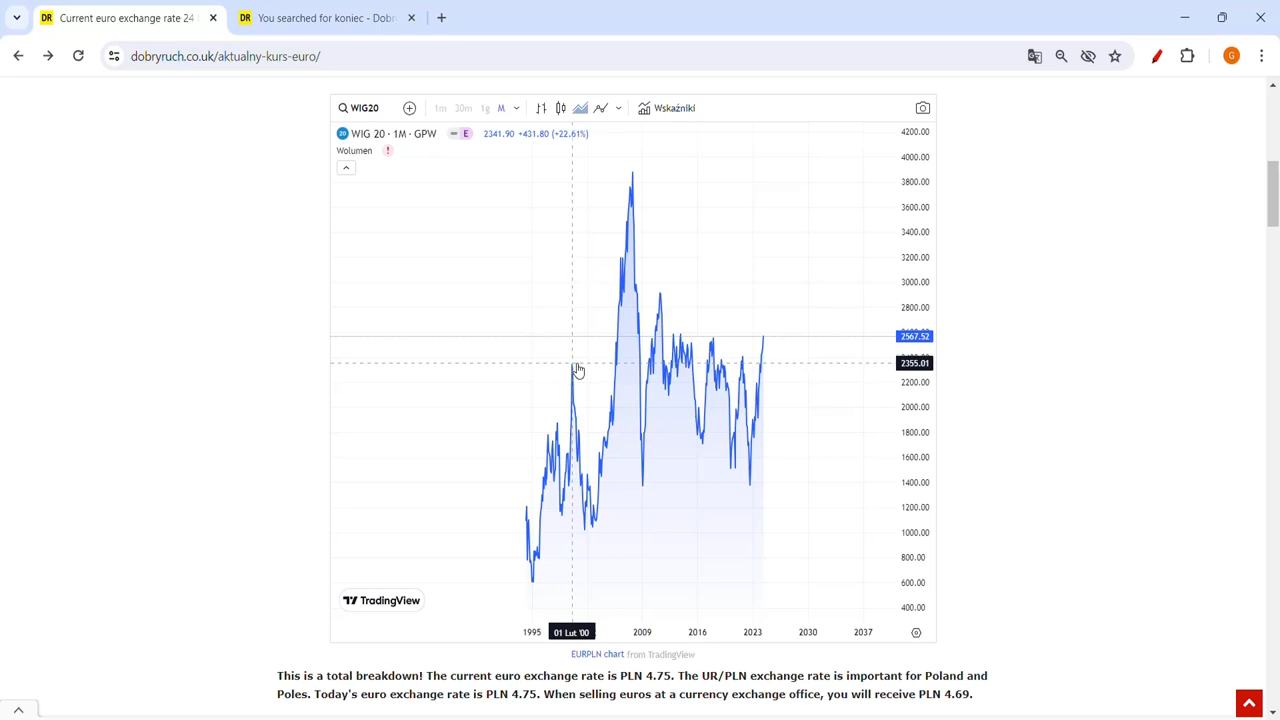 DR Current euro exchange rate 24
DR You searched for koniec - Dobr
dobryruch.co.uk/aktualny-kurs-euro/
G
WIG20
1m 30m 1g M
Wskaźniki
20 WIG 20 · 1M · GPW E 2341.90 +431.80 (+22.61%)
Wolumen !
4200.00
4000.00
3800.00
3600.00
3400.00
3200.00
3000.00
2800.00
2567.52
2355.01
2200.00
2000.00
1800.00
1600.00
1400.00
1200.00
1000.00
800.00
600.00
400.00
TradingView
1995 01 Lut '00 2009 2016 2023 2030 2037
EURPLN chart from TradingView
This is a total breakdown! The current euro exchange rate is PLN 4.75. The UR/PLN exchange rate is important for Poland and
Poles. Today's euro exchange rate is PLN 4.75. When selling euros at a currency exchange office, you will receive PLN 4.69.